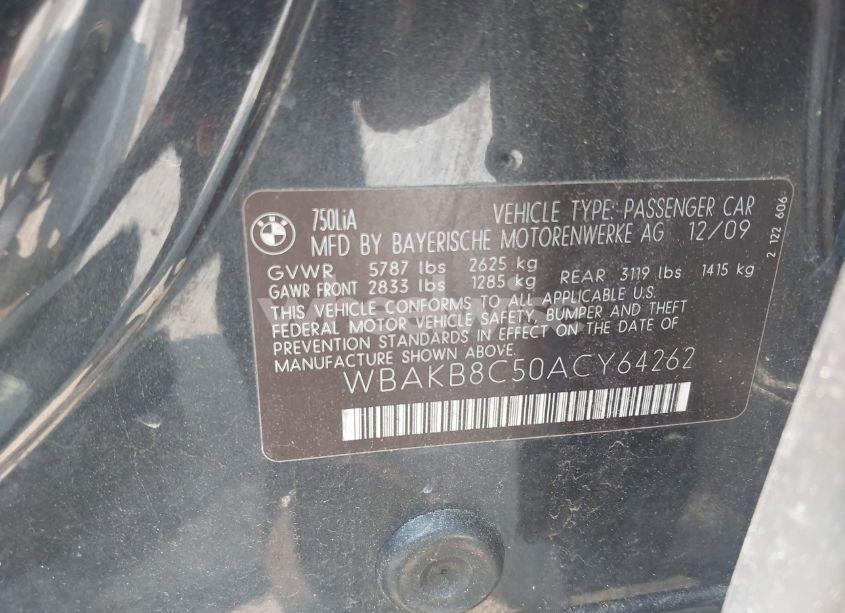 BMW
750LiA
VEHICLE TYPE: PASSENGER CAR
MFD BY BAYERISCHE MOTORENWERKE AG 12/09
GVWR 5787 lbs 2625 kg
GAWR FRONT 2833 lbs 1285 kg REAR 3119 lbs 1415 kg
THIS VEHICLE CONFORMS TO ALL APPLICABLE U.S.
FEDERAL MOTOR VEHICLE SAFETY, BUMPER AND THEFT
PREVENTION STANDARDS IN EFFECT ON THE DATE OF
MANUFACTURE SHOWN ABOVE.
WBAKB8C50ACY64262
2 122 606